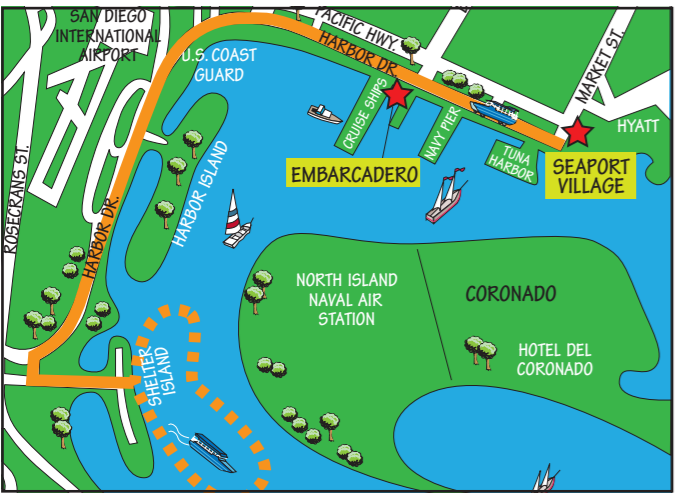 SAN DIEGO
INTERNATIONAL
AIRPORT
PACIFIC HWY.
HARBOR DR.
U.S. COAST
GUARD
MARKET ST.
CRUISE SHIPS
HYATT
NAVY PIER
TUNA
HARBOR
EMBARCADERO
SEAPORT
VILLAGE
ROSECRANS ST.
HARBOR ISLAND
HARBOR DR.
NORTH ISLAND
NAVAL AIR
STATION
CORONADO
HOTEL DEL
CORONADO
SHELTER
ISLAND